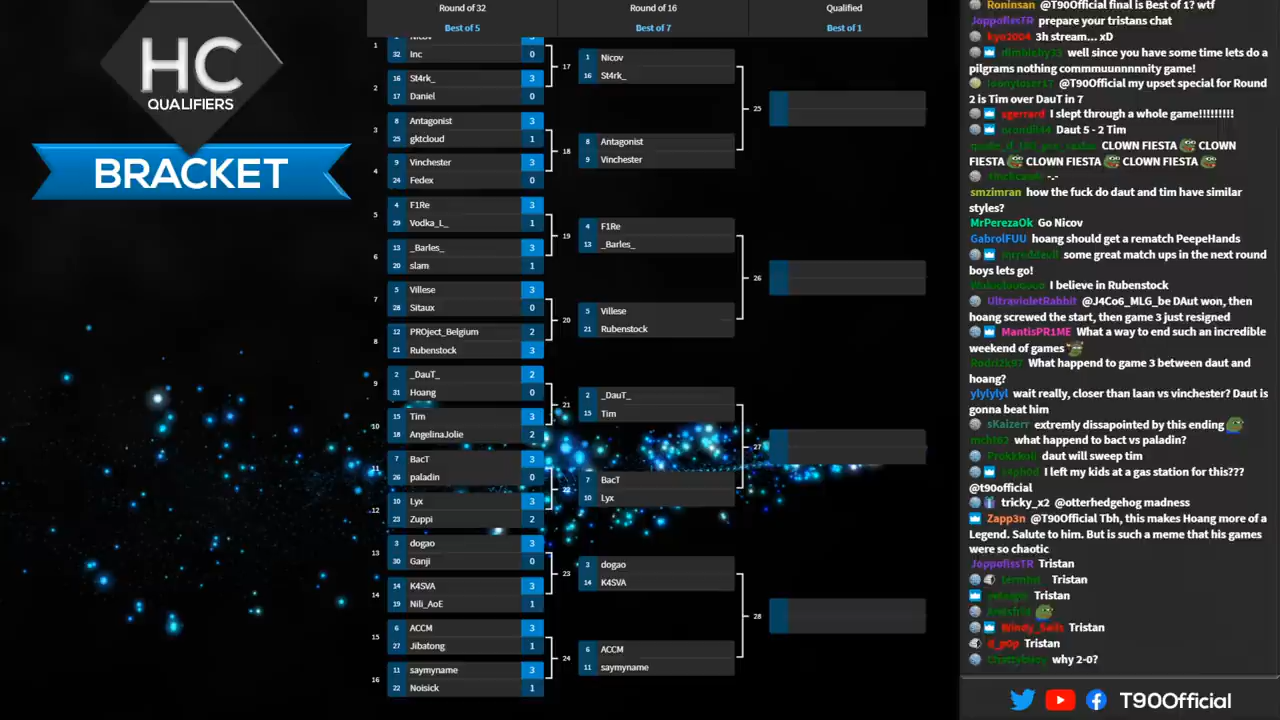 HC
QUALIFIERS
BRACKET
Round of 32
Round of 16
Qualified
Best of 5
Best of 7
Best of 1
1
Nicov
32 Inc
16 St4rk_ 3
2
17 Daniel 0
8 Antagonist 3
3
25 gktcloud 1
9 Vinchester 3
4
24 Fedex 0
4 F1Re 3
5
29 Vodka_L_ 1
13 _Barles_ 3
6
20 slam 1
5 Villese 3
7
28 Sitaux 0
12 PROject_Belgium 2
8
21 Rubenstock 3
2 _DauT_ 2
9
31 Hoang 0
15 Tim 3
10
18 AngelinaJolie 2
7 BacT 3
11
26 paladin 0
10 Lyx 3
12
23 Zuppi 2
3 dogao 3
13
30 Ganji 0
14 K4SVA 3
14
19 Nili_AoE 1
6 ACCM 3
15
27 Jibatong 1
11 saymyname 3
16
22 Noisick 1
17
1 Nicov
16 St4rk_
18
8 Antagonist
9 Vinchester
19
4 F1Re
13 _Barles_
20
5 Villese
21 Rubenstock
21
2 _DauT_
15 Tim
22
7 BacT
10 Lyx
23
3 dogao
14 K4SVA
24
6 ACCM
11 saymyname
25
26
27
28
Roninsan @T90Official final is Best of 1? wtf
JoppofissTR prepare your tristans chat
kyo2004 3h stream... xD
well since you have some time lets do a
pilgrams nothing commmuunnnnity game!
@T90Official my upset special for Round
2 is Tim over DauT in 7
sgerrard I slept through a whole game!!!!!!!!!
Daut 5 - 2 Tim
CLOWN FIESTA CLOWN
FIESTA CLOWN FIESTA CLOWN FIESTA
-.-
smzimran how the fuck do daut and tim have similar
styles?
MrPerezaOk Go Nicov
GabrolFUU hoang should get a rematch PeepeHands
some great match ups in the next round
boys lets go!
I believe in Rubenstock
UltravioletRabbit @J4Co6_MLG_be DAut won, then
hoang screwed the start, then game 3 just resigned
MantisPR1ME What a way to end such an incredible
weekend of games
Rodri2k97 What happend to game 3 between daut and
hoang?
ylylylyl wait really, closer than laan vs vinchester? Daut is
gonna beat him
sKaizerr extremly dissapointed by this ending
mch162 what happend to bact vs paladin?
daut will sweep tim
I left my kids at a gas station for this???
@t90official
tricky_x2 @otterhedgehog madness
Zapp3n @T90Official Tbh, this makes Hoang more of a
Legend. Salute to him. But is such a meme that his games
were so chaotic
JoppofissTR Tristan
Tristan
Tristan
Windy_Sails Tristan
Tristan
why 2-0?
T90Official